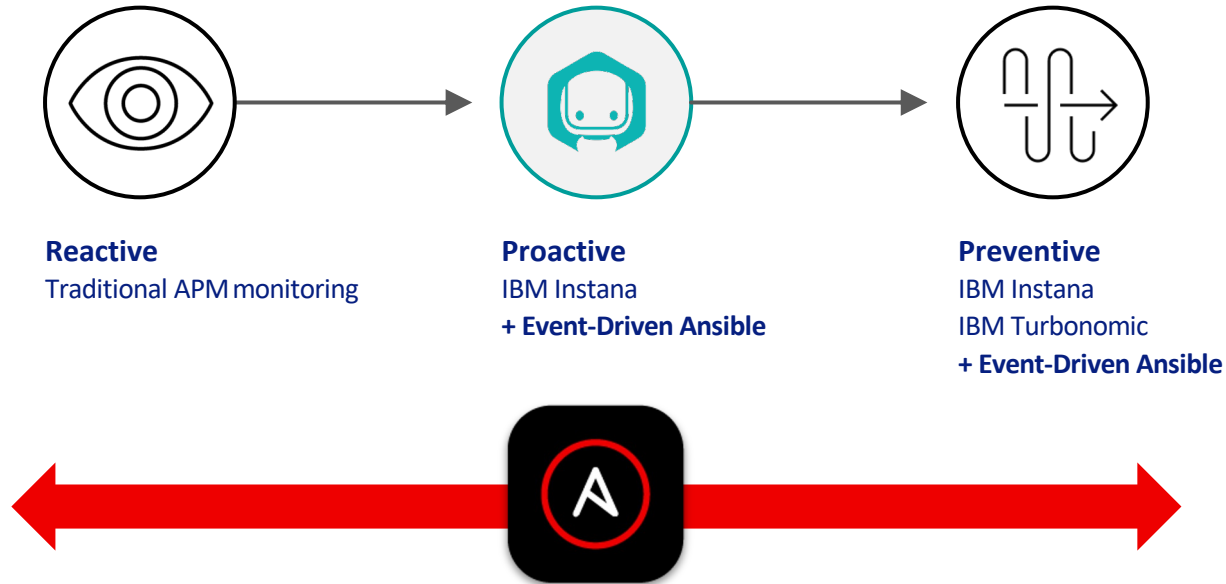 Reactive
Traditional APM monitoring
Proactive
IBM Instana
+ Event-Driven Ansible
Preventive
IBM Instana
IBM Turbonomic
+ Event-Driven Ansible